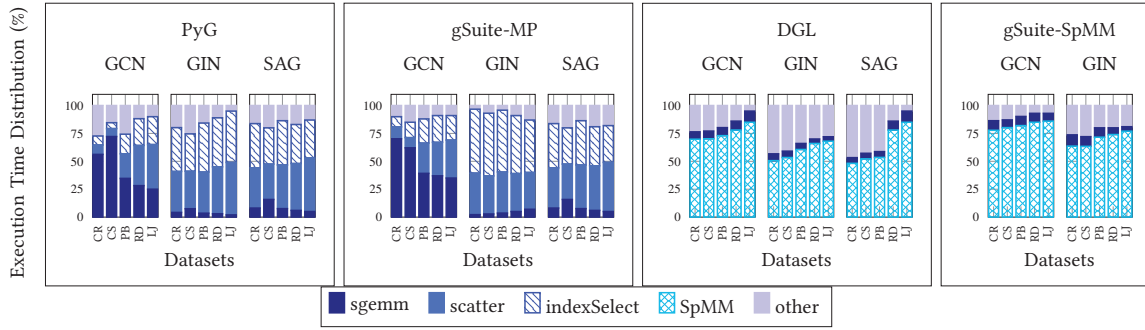 Execution Time Distribution (%)
PyG
GCN GIN SAG
100
75
50
25
0
CR CS PB RD LJ CR CS PB RD LJ CR CS PB RD LJ
Datasets
gSuite-MP
GCN GIN SAG
100
75
50
25
0
CR CS PB RD LJ CR CS PB RD LJ CR CS PB RD LJ
Datasets
DGL
GCN GIN SAG
100
75
50
25
0
CR CS PB RD LJ CR CS PB RD LJ CR CS PB RD LJ
Datasets
gSuite-SpMM
GCN GIN
100
75
50
25
0
CR CS PB RD LJ CR CS PB RD LJ
Datasets
sgemm scatter indexSelect SpMM other